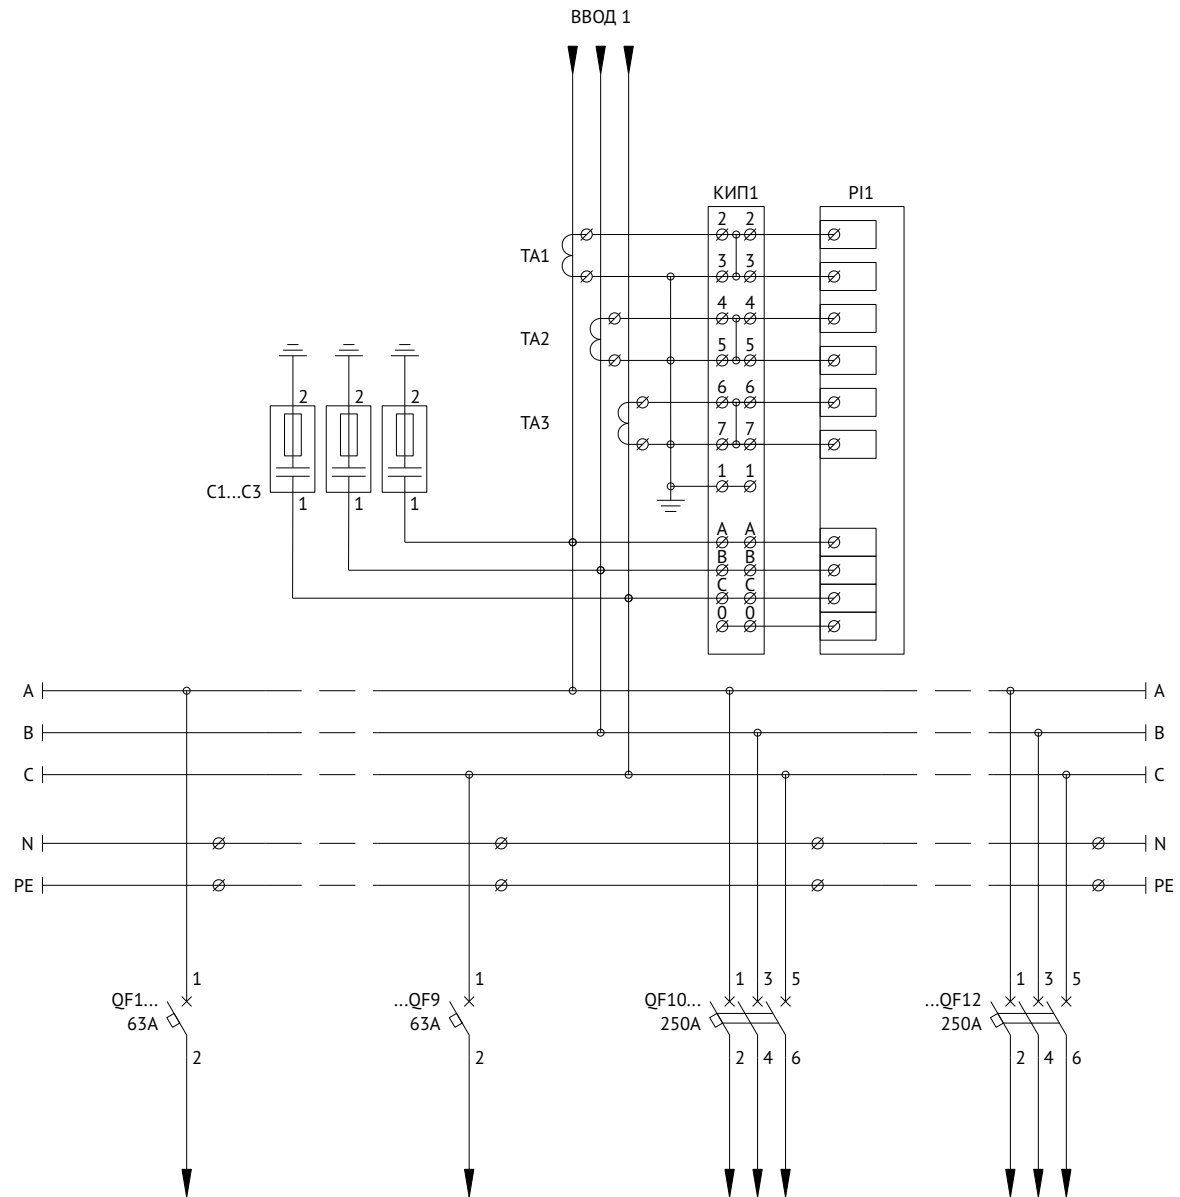 ВВОД 1
КИП1 PI1
2 2
TA1
3 3
4 4
TA2
5 5
2 2 2
6 6
TA3
7 7
1 1
C1...C3
1 1 1
A A
B B
C C
0 0
A A
B B
C C
N N
PE PE
1 1 1 3 5 1 3 5
QF1... ...QF9 QF10... ...QF12
63A 63A 250A 250A
2 2 2 4 6 2 4 6